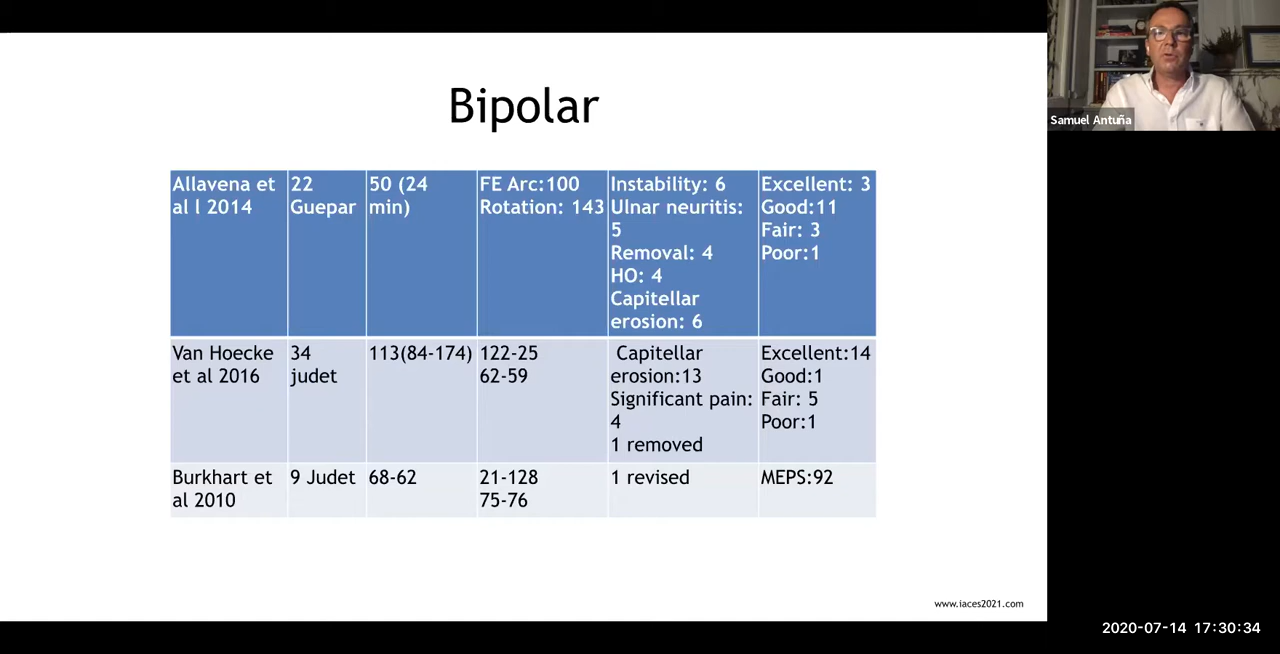 Bipolar
Allavena et
al l 2014
22
Guepar
50 (24
min)
FE Arc:100
Rotation: 143
Instability: 6
Ulnar neuritis:
5
Removal: 4
HO: 4
Capitellar
erosion: 6
Excellent: 3
Good:11
Fair: 3
Poor:1
Van Hoecke
et al 2016
34
judet
113(84-174)
122-25
62-59
Capitellar
erosion:13
Significant pain:
4
1 removed
Excellent:14
Good:1
Fair: 5
Poor:1
Burkhart et
al 2010
9 Judet
68-62
21-128
75-76
1 revised
MEPS:92
www.iaces2021.com
Samuel Antuña
2020-07-14 17:30:34